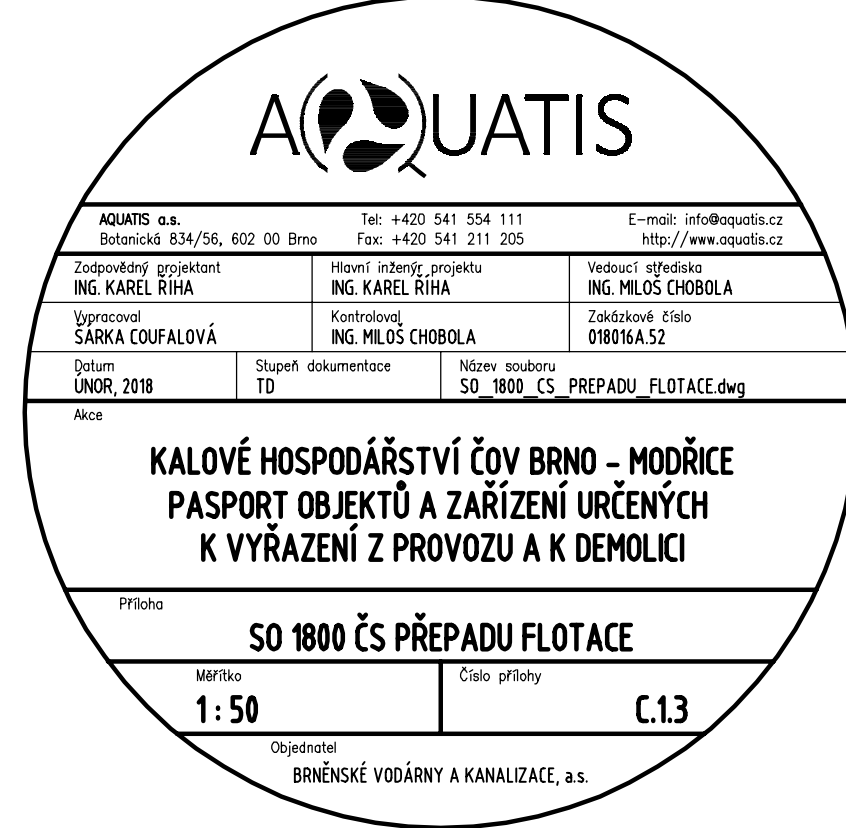 AQUATIS
AQUATIS a.s. Tel: +420 541 554 111 E-mail: info@aquatis.cz
Botanická 834/56, 602 00 Brno Fax: +420 541 211 205 http://www.aquatis.cz
Zodpovědný projektant Hlavní inženýr projektu Vedoucí střediska
ING. KAREL ŘÍHA ING. KAREL ŘÍHA ING. MILOŠ CHOBOLA
Vypracoval Kontroloval Zakázkové číslo
ŠÁRKA COUFALOVÁ ING. MILOŠ CHOBOLA 018016A.52
Datum Stupeň dokumentace Název souboru
ÚNOR, 2018 TD SO_1800_CS_PREPADU_FLOTACE.dwg
Akce
KALOVÉ HOSPODÁŘSTVÍ ČOV BRNO - MODŘICE
PASPORT OBJEKTŮ A ZAŘÍZENÍ URČENÝCH
K VYŘAZENÍ Z PROVOZU A K DEMOLICI
Příloha
SO 1800 ČS PŘEPADU FLOTACE
Měřítko Číslo přílohy
1 : 50 C.1.3
Objednatel
BRNĚNSKÉ VODÁRNY A KANALIZACE, a.s.